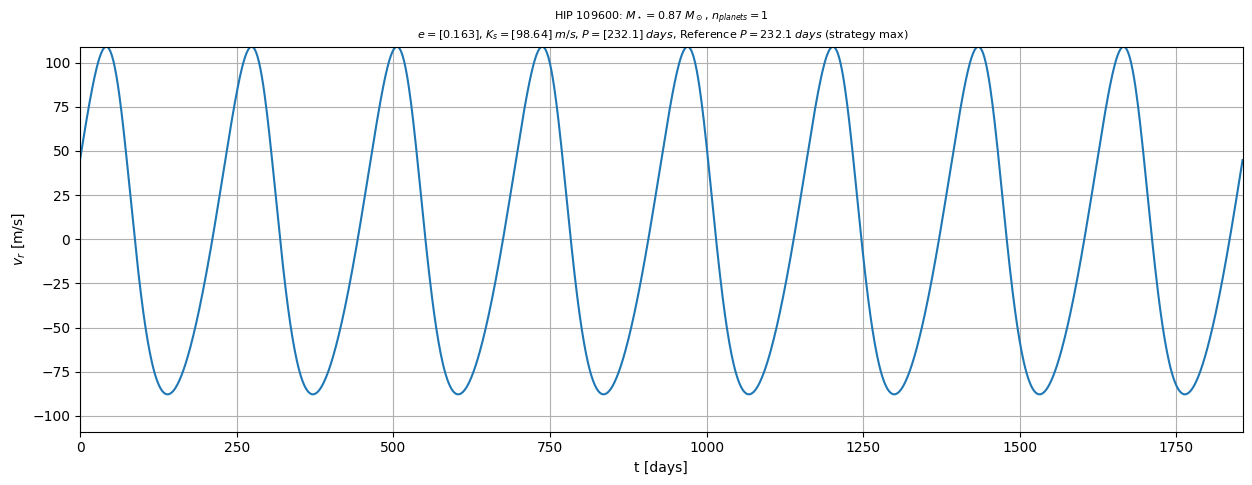 HIP 109600: M⋆ = 0.87 M⊙, nplanets = 1
e = [0.163], Ks = [98.64] m/s, P = [232.1] days, Reference P = 232.1 days (strategy max)
100
75
50
25
0
−25
−50
−75
−100
vr [m/s]
0 250 500 750 1000 1250 1500 1750
t [days]